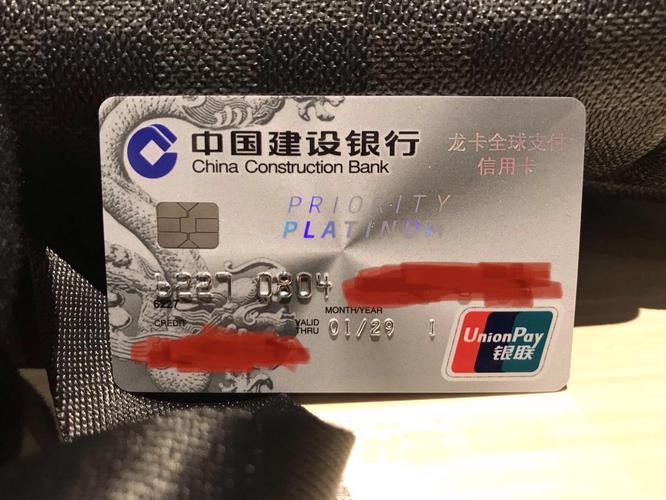 中国建设银行
China Construction Bank
龙卡全球支付
信用卡
PRIORITY
PLATINUM
6227 0804
6227
MONTH/YEAR
CREDIT
VALID
THRU
01/29
1
UnionPay
银联